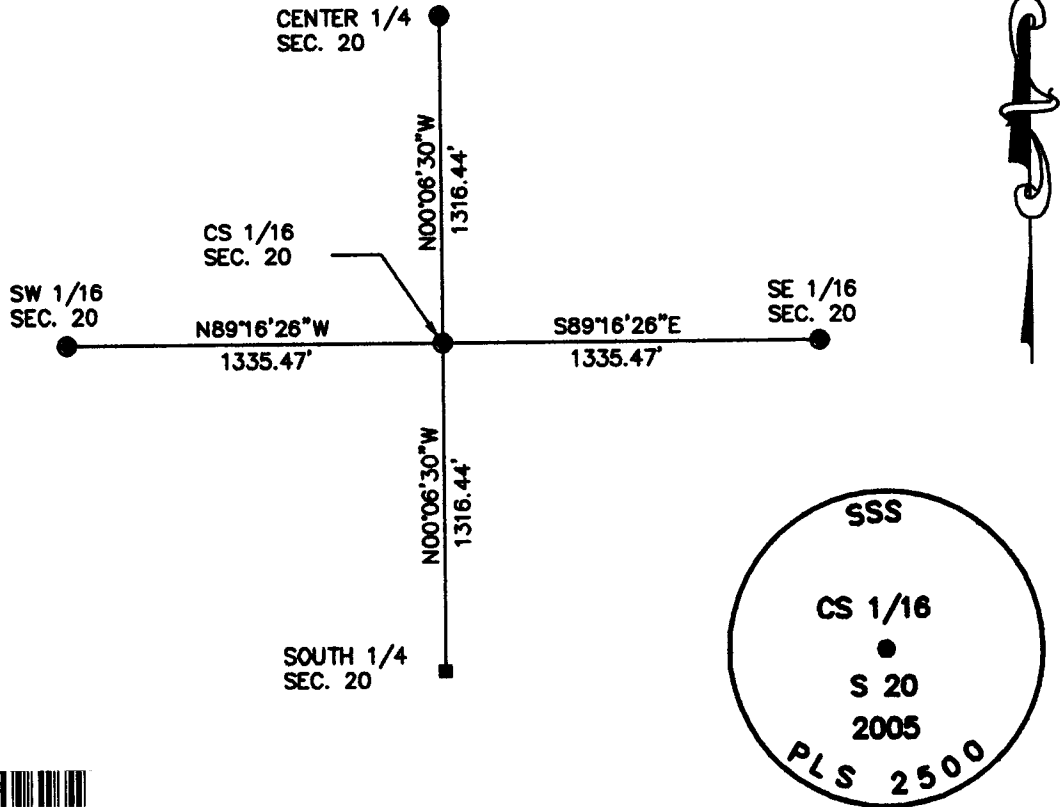 CENTER 1/4
SEC. 20
N00°06'30"W
1316.44'
CS 1/16
SEC. 20
SW 1/16
SEC. 20
N89°16'26"W
1335.47'
S89°16'26"E
1335.47'
SE 1/16
SEC. 20
N00°06'30"W
1316.44'
SOUTH 1/4
SEC. 20
SSS
CS 1/16
S 20
2005
PLS 2500